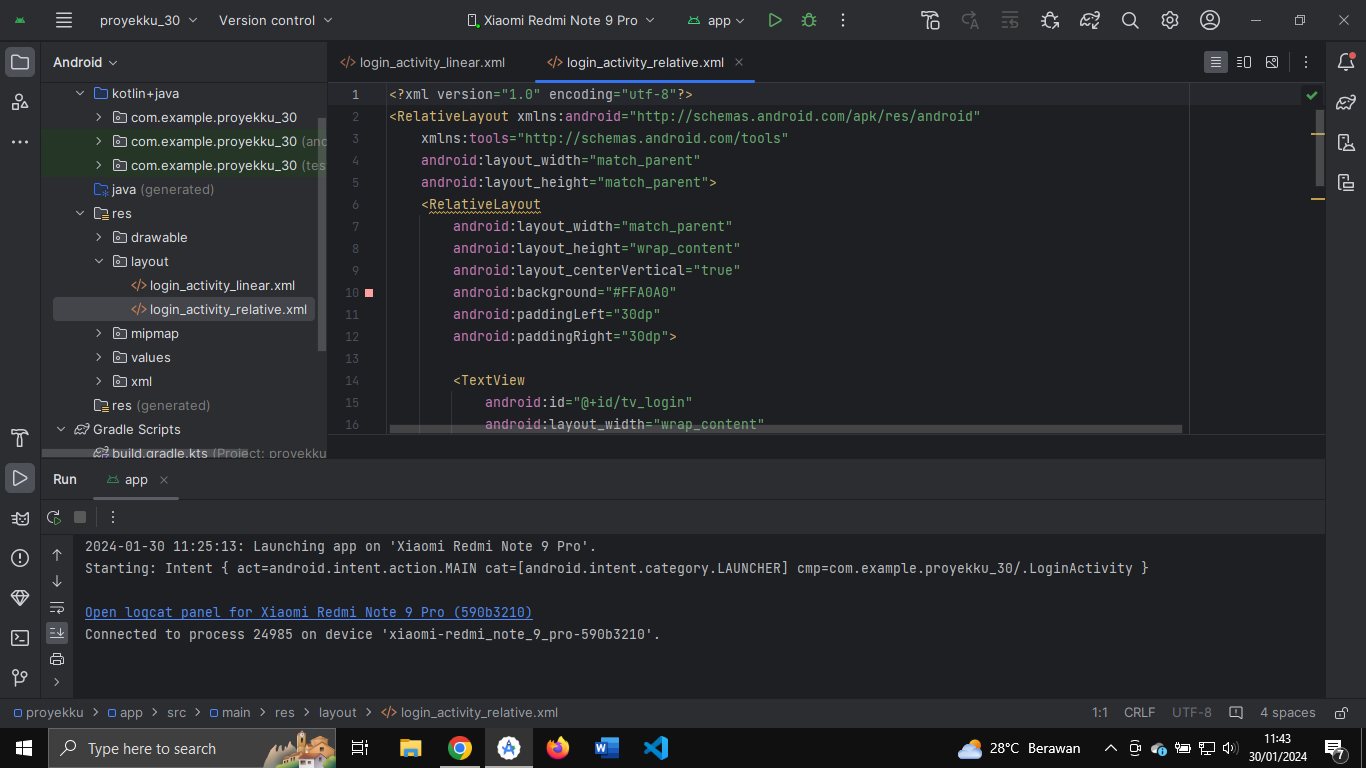 proyekku_30
Version control
Xiaomi Redmi Note 9 Pro
app
Android
login_activity_linear.xml
login_activity_relative.xml
kotlin+java
com.example.proyekku_30
com.example.proyekku_30 (and
com.example.proyekku_30 (tes
java (generated)
res
drawable
layout
login_activity_linear.xml
login_activity_relative.xml
mipmap
values
xml
res (generated)
Gradle Scripts
build.gradle.kts (Project: proyekku
1 <?xml version="1.0" encoding="utf-8"?>
2 <RelativeLayout xmlns:android="http://schemas.android.com/apk/res/android"
3 xmlns:tools="http://schemas.android.com/tools"
4 android:layout_width="match_parent"
5 android:layout_height="match_parent">
6 <RelativeLayout
7 android:layout_width="match_parent"
8 android:layout_height="wrap_content"
9 android:layout_centerVertical="true"
10 android:background="#FFA0A0"
11 android:paddingLeft="30dp"
12 android:paddingRight="30dp">
13
14 <TextView
15 android:id="@+id/tv_login"
16 android:layout_width="wrap_content"
Run
app
2024-01-30 11:25:13: Launching app on 'Xiaomi Redmi Note 9 Pro'.
Starting: Intent { act=android.intent.action.MAIN cat=[android.intent.category.LAUNCHER] cmp=com.example.proyekku_30/.LoginActivity }
Open logcat panel for Xiaomi Redmi Note 9 Pro (590b3210)
Connected to process 24985 on device 'xiaomi-redmi_note_9_pro-590b3210'.
proyekku > app > src > main > res > layout > login_activity_relative.xml
1:1 CRLF UTF-8 4 spaces
Type here to search
28°C Berawan
11:43
30/01/2024
7